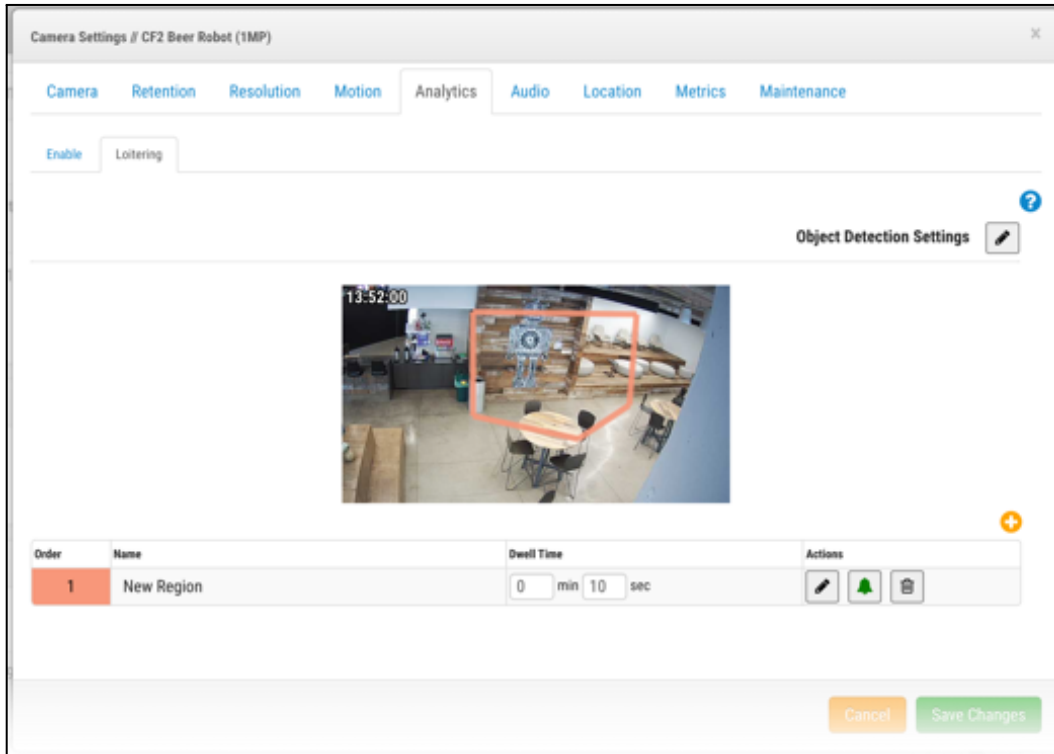 Camera Settings // CF2 Beer Robot (1MP)
x
Camera Retention Resolution Motion Analytics Audio Location Metrics Maintenance
Enable Loitering
?
Object Detection Settings
13:52:00
Order Name Dwell Time Actions
1 New Region 0 min 10 sec
Cancel Save Changes